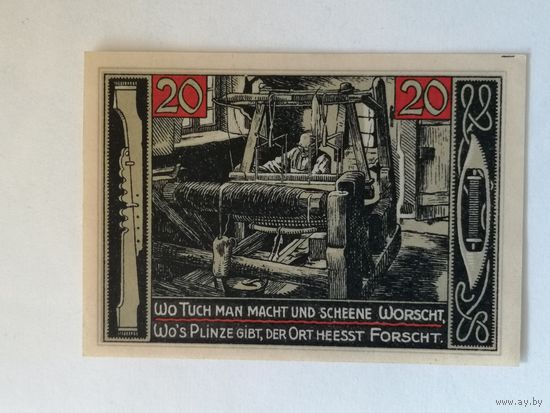 20 20
WO TUCH MAN MACHT UND SCHEENE WORSCHT,
WO'S PLINZE GIBT, DER ORT HEESST FORSCHT.
www.ay.by